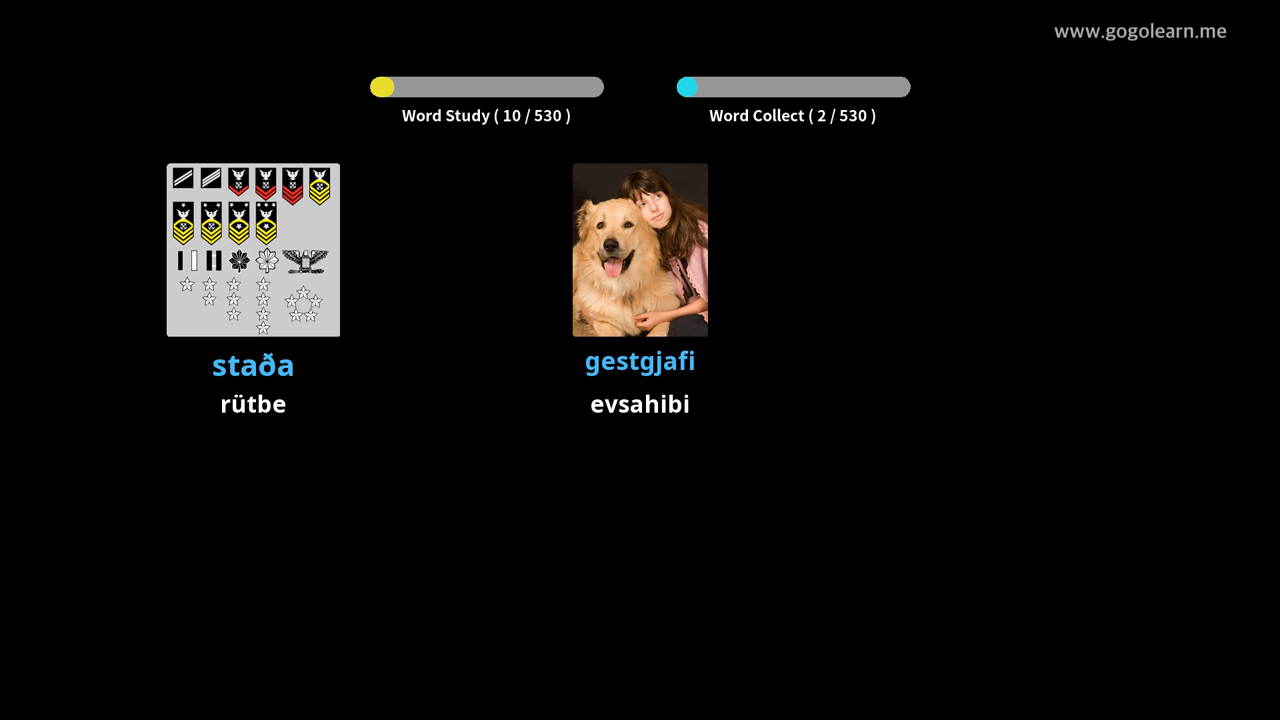 www.gogolearn.me
Word Study ( 10 / 530 )
Word Collect ( 2 / 530 )
staða
rütbe
gestgjafi
evsahibi